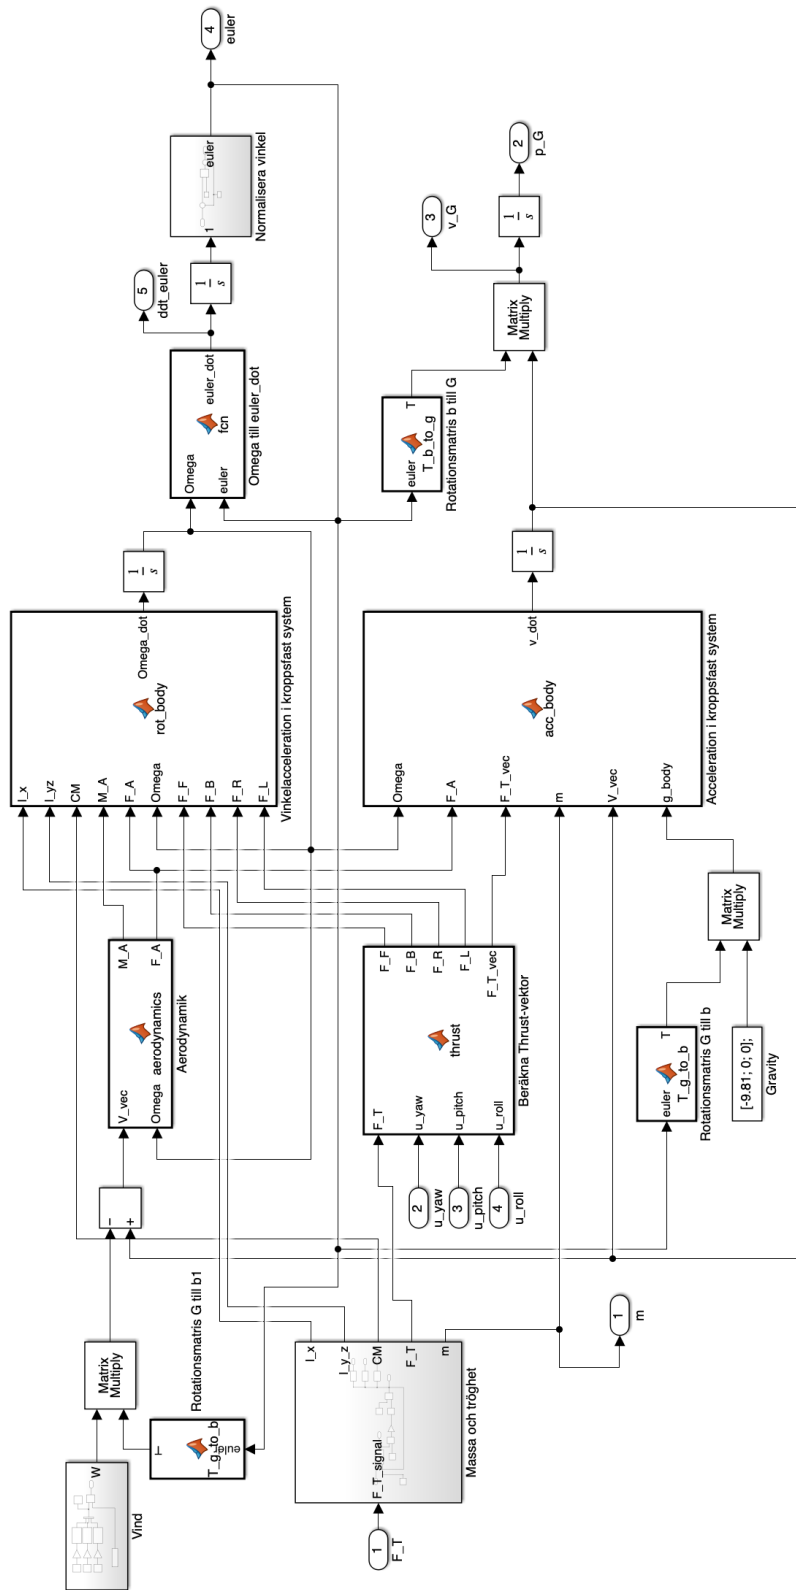 W
Vind
Matrix
Multiply
T
T_g_to_b
euler
Rotationsmatris G till b1
−
+
V_vec
Omega
aerodynamics
M_A
F_A
Aerodynamik
I_x
I_yz
CM
M_A
F_A
Omega
F_F
F_B
F_R
F_L
rot_body
Omega_dot
Vinkelacceleration i kroppsfast system
1
s
Omega
euler
fcn
euler_dot
Omega till euler_dot
5
ddt_euler
1
s
1
euler
Normalisera vinkel
4
euler
1
F_T
F_T_signal
I_x
I_y_z
CM
F_T
m
Massa och tröghet
1
m
2
u_yaw
3
u_pitch
4
u_roll
F_T
u_yaw
u_pitch
u_roll
thrust
F_F
F_B
F_R
F_L
F_T_vec
Beräkna Thrust-vektor
euler
T
T_g_to_b
Rotationsmatris G till b
[-9.81; 0; 0];
Gravity
Matrix
Multiply
Omega
F_A
F_T_vec
m
V_vec
g_body
acc_body
v_dot
Acceleration i kroppsfast system
1
s
euler
T
T_b_to_g
Rotationsmatris b till G
Matrix
Multiply
3
v_G
1
s
2
p_G